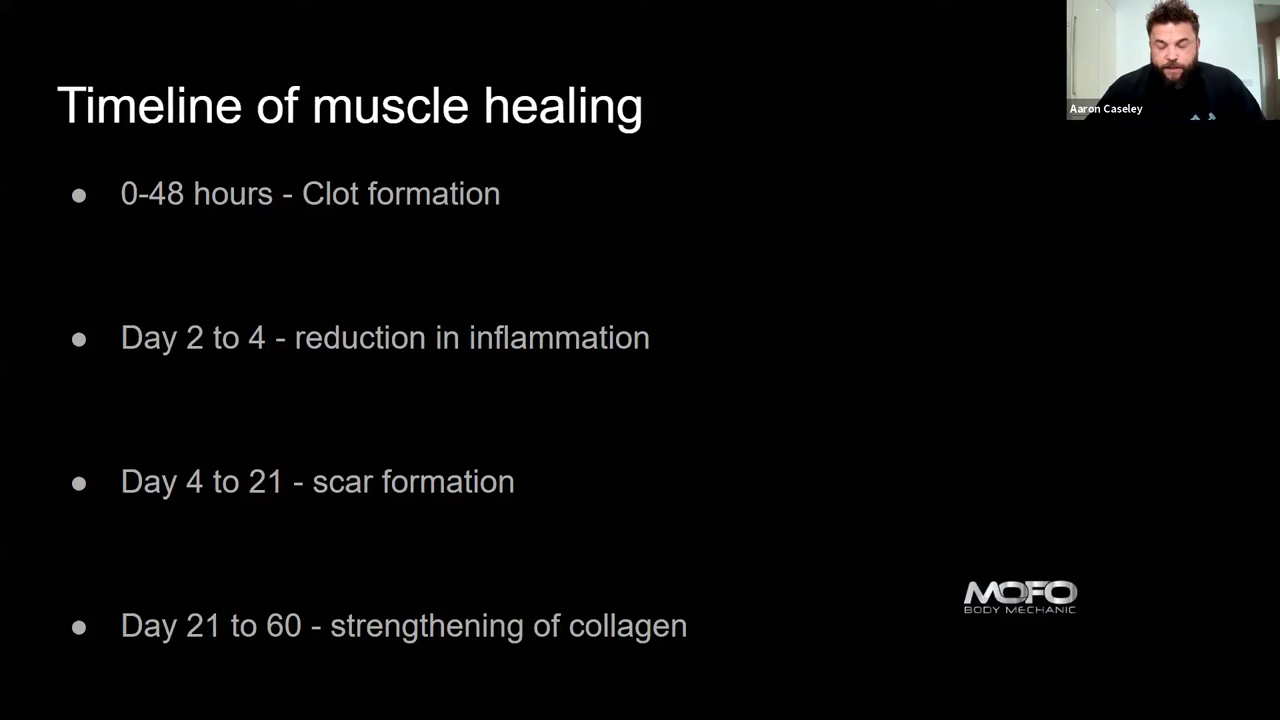 Aaron Caseley
Timeline of muscle healing
● 0-48 hours - Clot formation
● Day 2 to 4 - reduction in inflammation
● Day 4 to 21 - scar formation
● Day 21 to 60 - strengthening of collagen
MOFO
BODY MECHANIC